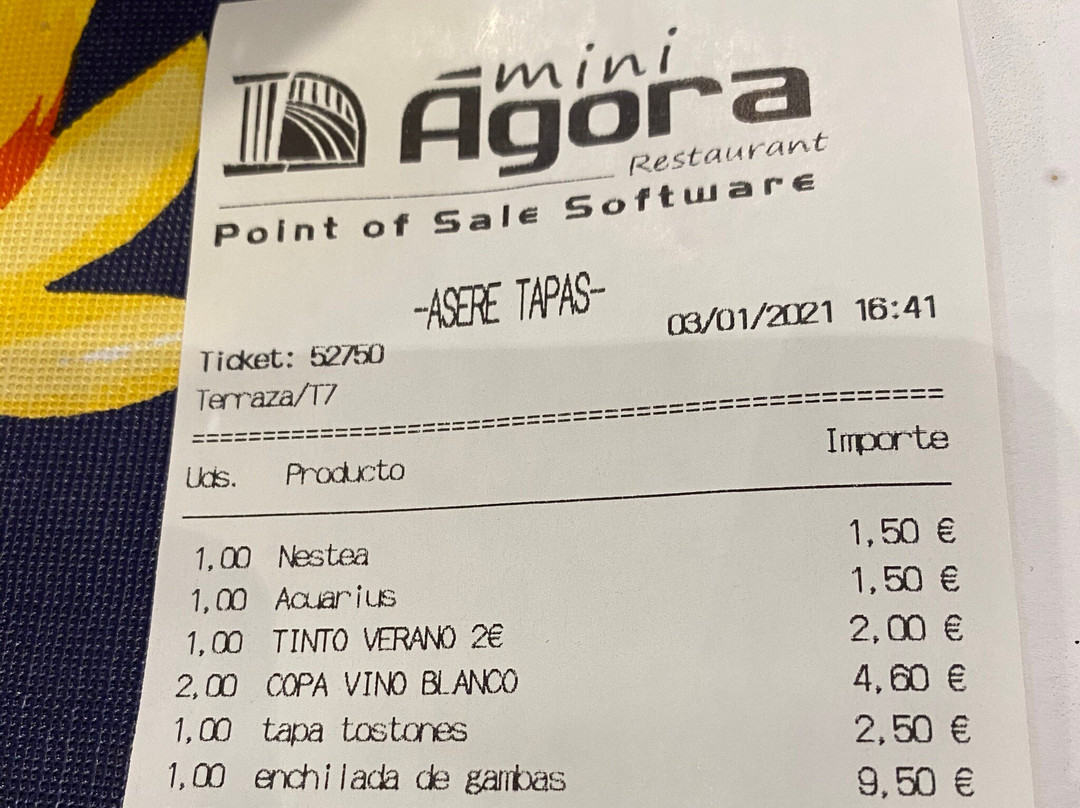 mini
Ágora
Restaurant
Point of Sale Software
-ASERE TAPAS-
03/01/2021 16:41
Ticket: 52750
Terraza/T7
=====================================================
Uds. Producto Importe
1,00 Nestea 1,50 €
1,00 Acuarius 1,50 €
1,00 TINTO VERANO 2€ 2,00 €
2,00 COPA VINO BLANCO 4,60 €
1,00 tapa tostones 2,50 €
1,00 enchilada de gambas 9,50 €